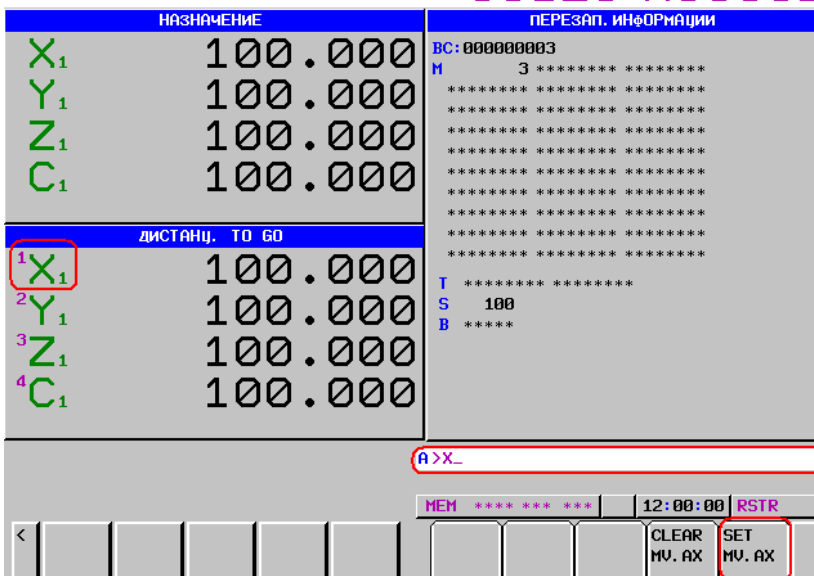 НАЗНАЧЕНИЕ
X1 100.000
Y1 100.000
Z1 100.000
C1 100.000
ДИСТАНЦ. TO GO
1X1 100.000
2Y1 100.000
3Z1 100.000
4C1 100.000
ПЕРЕЗАП. ИНФОРМАЦИИ
BC:000000003
M 3 ******** ********
******** ******** ********
******** ******** ********
******** ******** ********
******** ******** ********
******** ******** ********
******** ******** ********
******** ******** ********
******** ******** ********
******** ******** ********
T ******** ********
S 100
B *****
A>X_
MEM **** *** *** 12:00:00 RSTR
< CLEAR MV.AX SET MV.AX